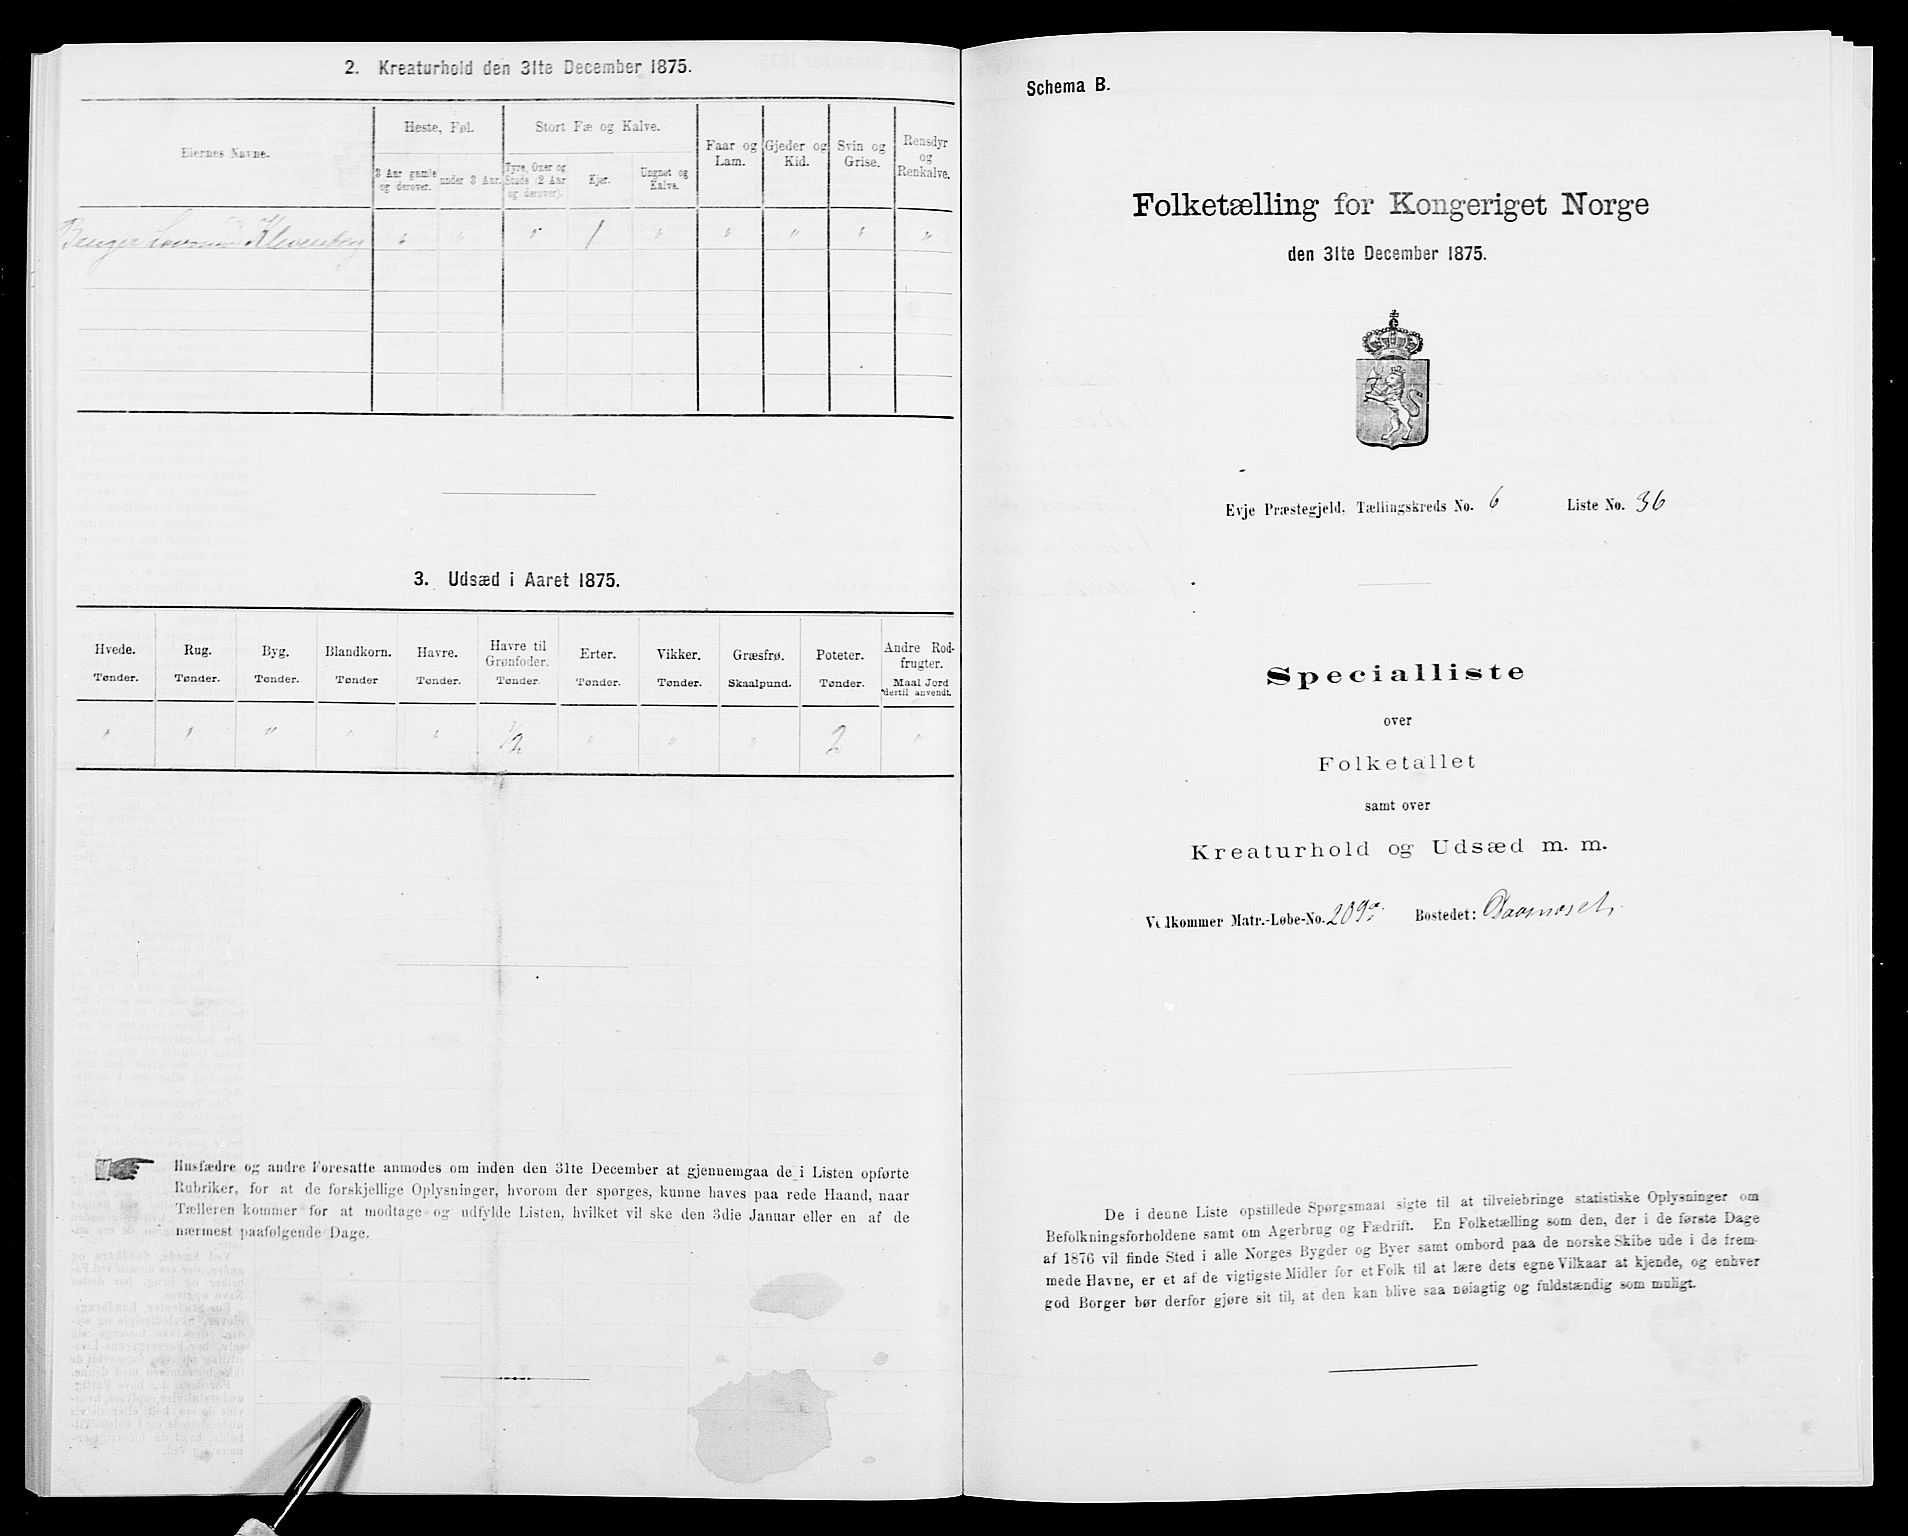 2. Kreaturhold den 31te December 1875.
Eiernes Navne.
Heste, Føl.
Stort Fæ og Kalve.
Faar og Lam.
Gjeder og Kid.
Svin og Grise.
Rensdyr og Renkalve.
3 Aar gamle og derover.
under 3 Aar.
Tyre, Oxer og Stude (2 Aar og derover).
Kjør.
Ungnøt og Kalve.
Bruger " " " 1 " " " " "
3. Udsæd i Aaret 1875.
Hvede. Rug. Byg. Blandkorn. Havre. Havre til Grønfoder. Erter. Vikker. Græsfrø. Poteter. Andre Rodfrugter.
Tønder. Tønder. Tønder. Tønder Tønder. Tønder. Tønder. Tønder. Skaalpund. Tønder. Maal Jord dertil anvendt.
" " " " " 1/2 " " " 2 "
Husfædre og andre Foresatte anmodes om inden den 31te December at gjennemgaa de i Listen opførte
Rubriker, for at de forskjellige Oplysninger, hvorom der spørges, kunne haves paa rede Haand, naar
Tælleren kommer for at modtage og udfylde Listen, hvilket vil ske den 3die Januar eller en af de
nærmest paafølgende Dage.
Schema B.
Folketælling for Kongeriget Norge
den 31te December 1875.
Evje Præstegjeld, Tællingskreds No. 6 Liste No. 36
Specialliste
over
Folketallet
samt over
Kreaturhold og Udsæd m. m.
Vedkommer Matr.-Løbe-No. 209a. Bostedet:
De i denne Liste opstillede Spørgsmaal sigte til at tilveiebringe statistiske Oplysninger om
Befolkningsforholdene samt om Agerbrug og Fædrift. En Folketælling som den, der i de første Dage
af 1876 vil finde Sted i alle Norges Bygder og Byer samt ombord paa de norske Skibe ude i de frem-
mede Havne, er et af de vigtigste Midler for et Folk til at lære dets egne Vilkaar at kjende, og enhver
god Borger bør derfor gjøre sit til, at den kan blive saa nøiagtig og fuldstændig som muligt.